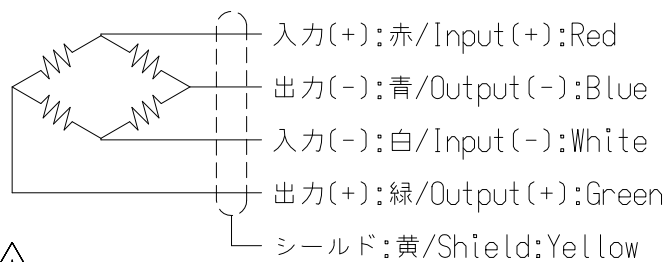 入力(+):赤/Input(+):Red
出力(-):青/Output(-):Blue
入力(-):白/Input(-):White
出力(+):緑/Output(+):Green
シールド:黄/Shield:Yellow